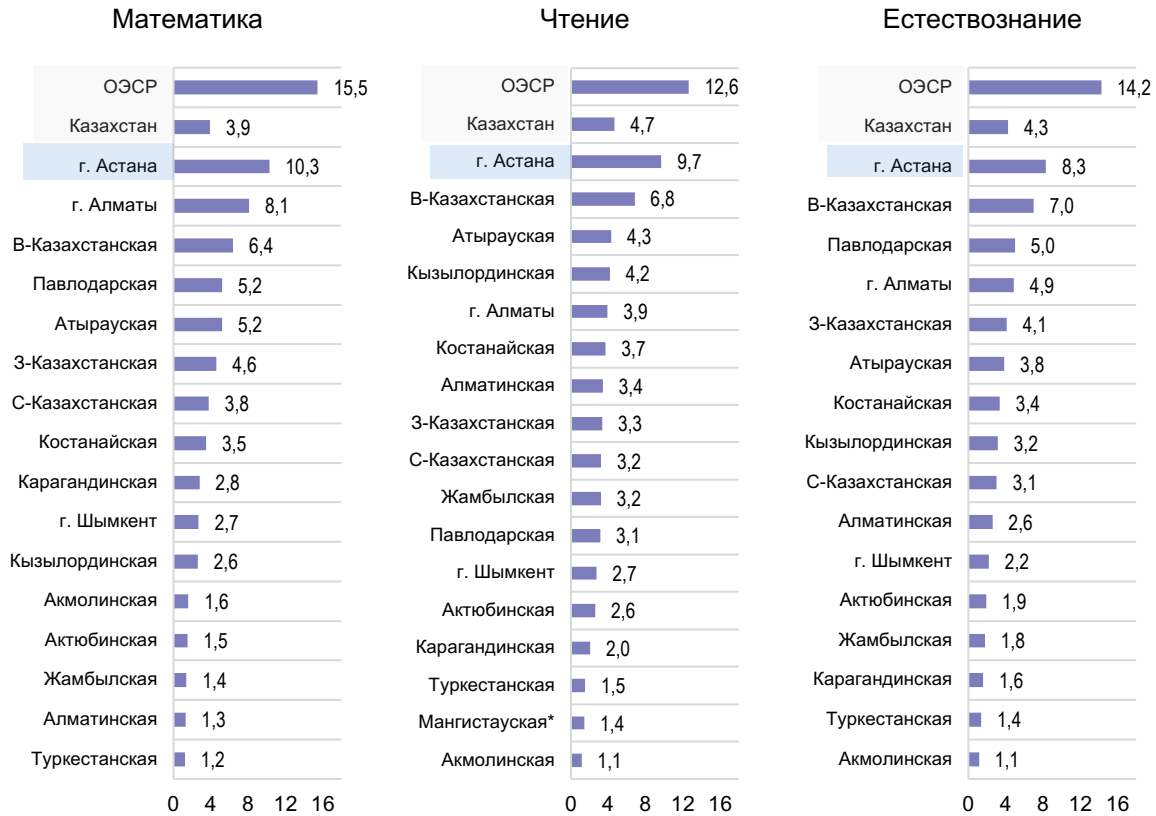 Математика
ОЭСР 15,5
Казахстан 3,9
г. Астана 10,3
г. Алматы 8,1
В-Казахстанская 6,4
Павлодарская 5,2
Атырауская 5,2
З-Казахстанская 4,6
С-Казахстанская 3,8
Костанайская 3,5
Карагандинская 2,8
г. Шымкент 2,7
Кызылординская 2,6
Акмолинская 1,6
Актюбинская 1,5
Жамбылская 1,4
Алматинская 1,3
Туркестанская 1,2
0 4 8 12 16
Чтение
ОЭСР 12,6
Казахстан 4,7
г. Астана 9,7
В-Казахстанская 6,8
Атырауская 4,3
Кызылординская 4,2
г. Алматы 3,9
Костанайская 3,7
Алматинская 3,4
З-Казахстанская 3,3
С-Казахстанская 3,2
Жамбылская 3,2
Павлодарская 3,1
г. Шымкент 2,7
Актюбинская 2,6
Карагандинская 2,0
Туркестанская 1,5
Мангистауская* 1,4
Акмолинская 1,1
0 4 8 12 16
Естествознание
ОЭСР 14,2
Казахстан 4,3
г. Астана 8,3
В-Казахстанская 7,0
Павлодарская 5,0
г. Алматы 4,9
З-Казахстанская 4,1
Атырауская 3,8
Костанайская 3,4
Кызылординская 3,2
С-Казахстанская 3,1
Алматинская 2,6
г. Шымкент 2,2
Актюбинская 1,9
Жамбылская 1,8
Карагандинская 1,6
Туркестанская 1,4
Акмолинская 1,1
0 4 8 12 16